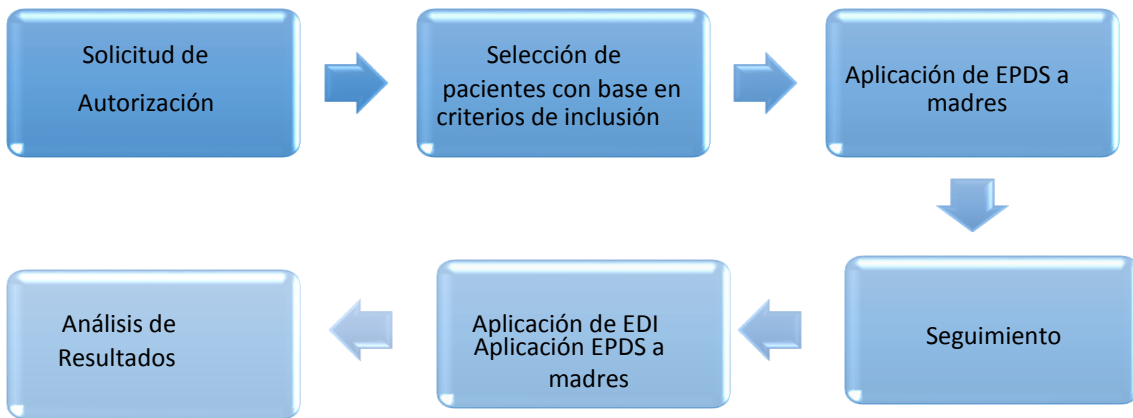 Solicitud de
Autorización
Selección de
pacientes con base en
criterios de inclusión
Aplicación de EPDS a
madres
Seguimiento
Aplicación de EDI
Aplicación EPDS a
madres
Análisis de
Resultados